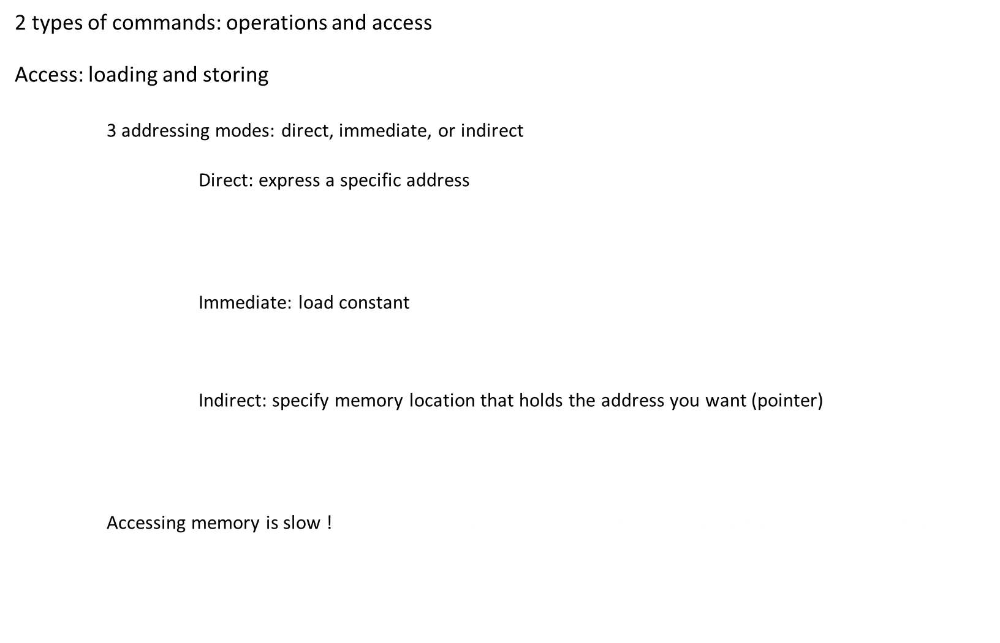 2 types of commands: operations and access
Access: loading and storing
3 addressing modes: direct, immediate, or indirect
Direct: express a specific address
Immediate: load constant
Indirect: specify memory location that holds the address you want (pointer)
Accessing memory is slow !